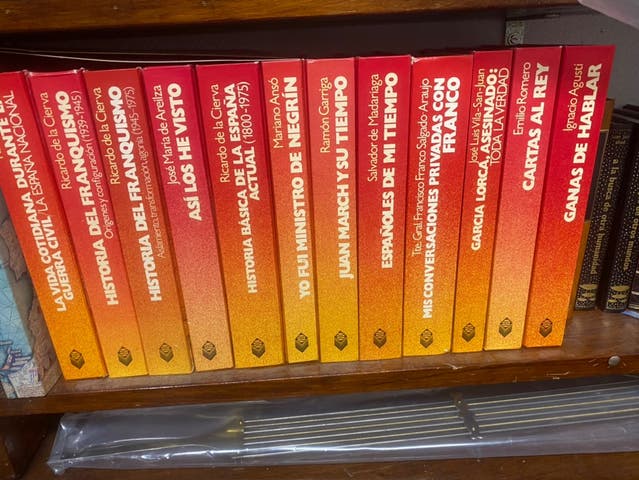 LA VIDA COTIDIANA DURANTE LA
GUERRA CIVIL: LA ESPAÑA NACIONAL
Ricardo de la Cierva
HISTORIA DEL FRANQUISMO
Orígenes y configuración (1939-1945)
Ricardo de la Cierva
HISTORIA DEL FRANQUISMO
Aislamiento, transformación, agonía (1945-1975)
José María de Areilza
ASÍ LOS HE VISTO
Ricardo de la Cierva
HISTORIA BÁSICA DE LA ESPAÑA
ACTUAL (1800-1975)
Mariano Ansó
YO FUI MINISTRO DE NEGRÍN
Ramón Garriga
JUAN MARCH Y SU TIEMPO
Salvador de Madariaga
ESPAÑOLES DE MI TIEMPO
Tte. Gral. Francisco Franco Salgado-Araujo
MIS CONVERSACIONES PRIVADAS CON
FRANCO
José Luis Vila-San-Juan
GARCÍA LORCA, ASESINADO:
TODA LA VERDAD
Emilio Romero
CARTAS AL REY
Ignacio Agustí
GANAS DE HABLAR